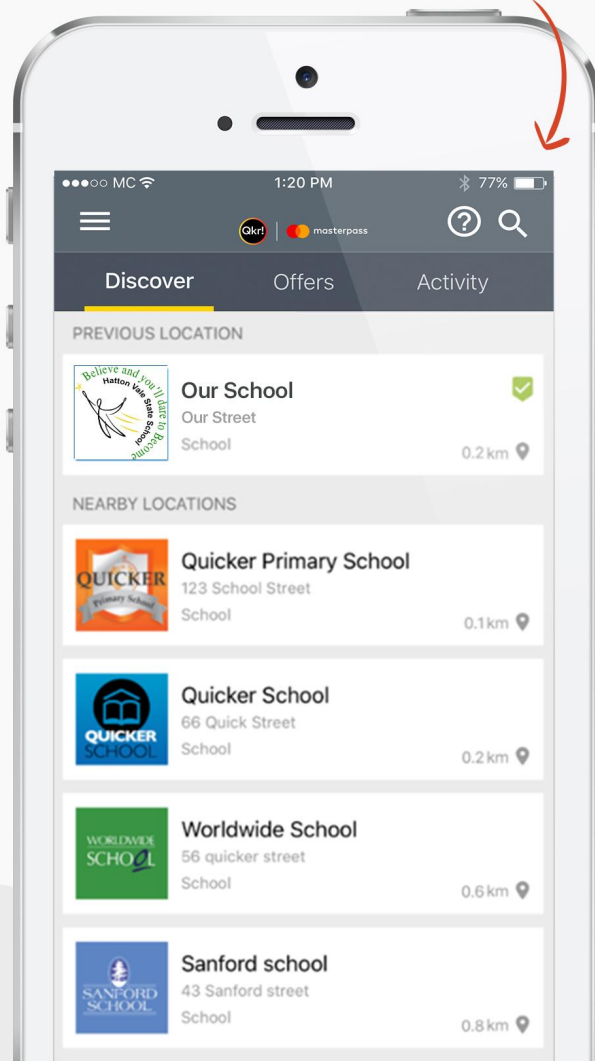 MC 1:20 PM 77%
Qkr! masterpass
Discover Offers Activity
PREVIOUS LOCATION
Believe and you'll dare to Become
Hatton Vale State School
Our School
Our Street
School
0.2 km
NEARBY LOCATIONS
QUICKER
Primary School
Quicker Primary School
123 School Street
School
0.1 km
QUICKER
SCHOOL
Quicker School
66 Quick Street
School
0.2 km
WORLDWIDE
SCHOOL
Worldwide School
56 quicker street
School
0.6 km
SANFORD
SCHOOL
Sanford school
43 Sanford street
School
0.8 km